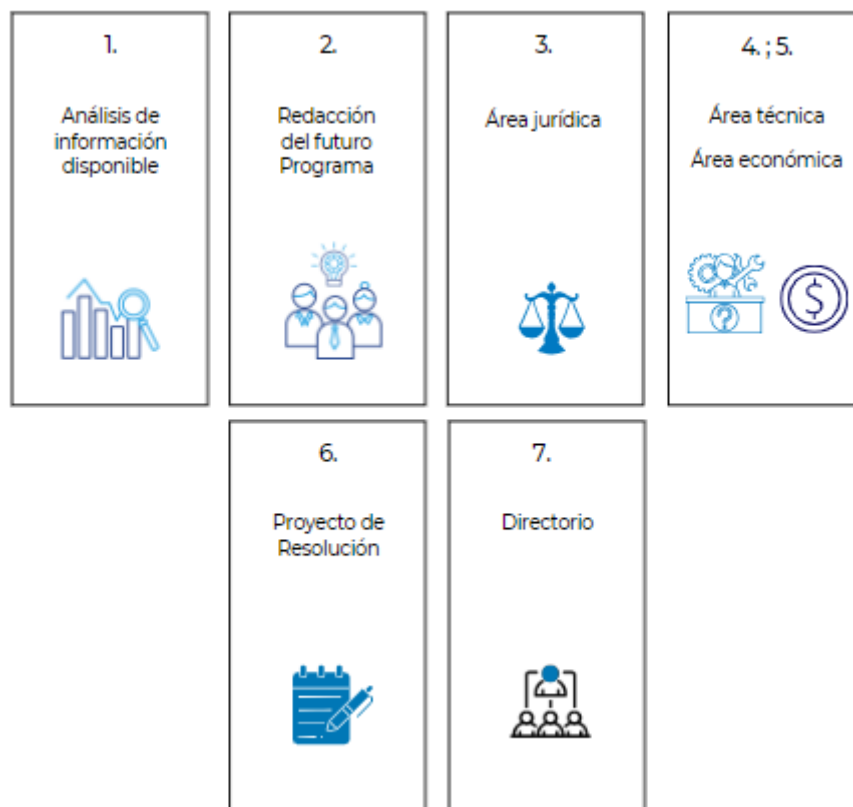 1.
Análisis de
información
disponible
2.
Redacción
del futuro
Programa
3.
Área jurídica
4. ; 5.
Área técnica
Área económica
?
$
6.
Proyecto de
Resolución
7.
Directorio